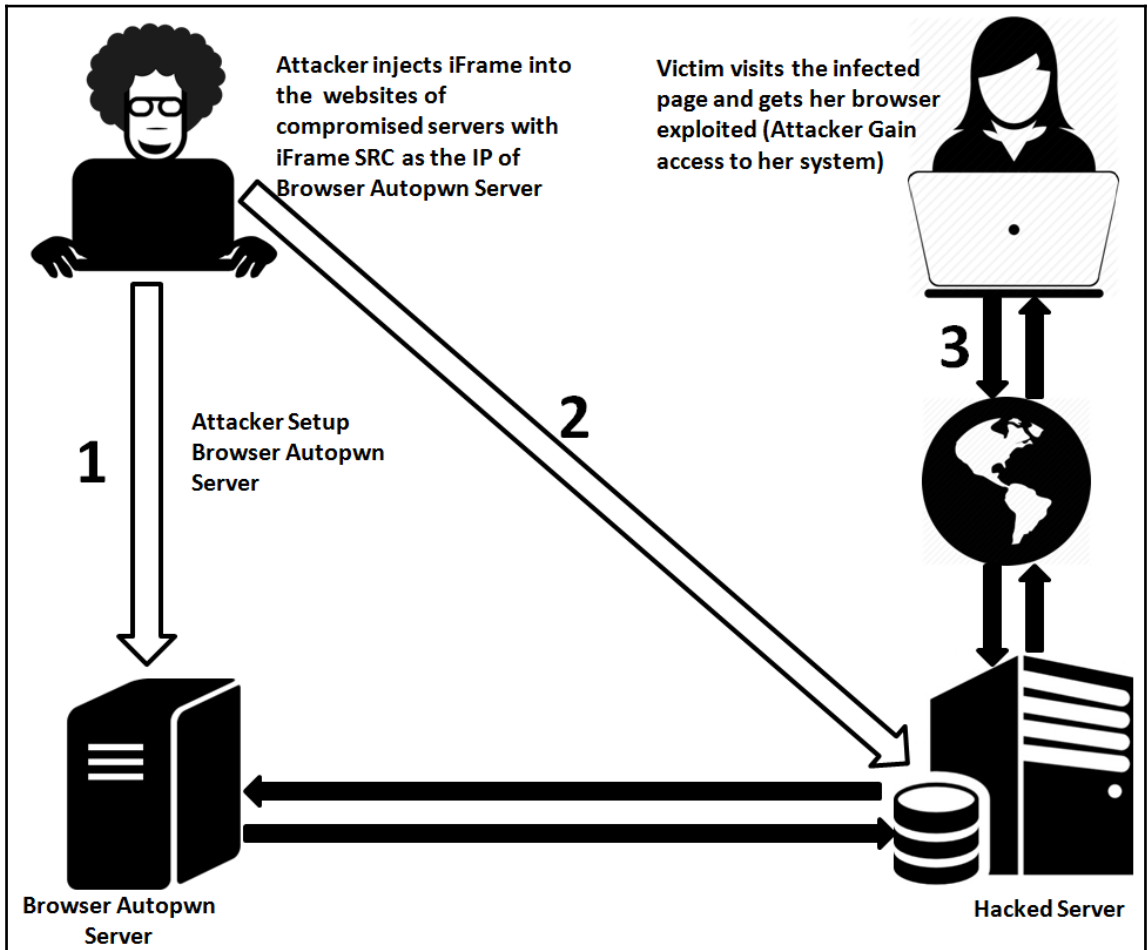 Attacker injects iFrame into
the websites of
compromised servers with
iFrame SRC as the IP of
Browser Autopwn Server
Victim visits the infected
page and gets her browser
exploited (Attacker Gain
access to her system)
1
Attacker Setup
Browser Autopwn
Server
2
3
Browser Autopwn
Server
Hacked Server